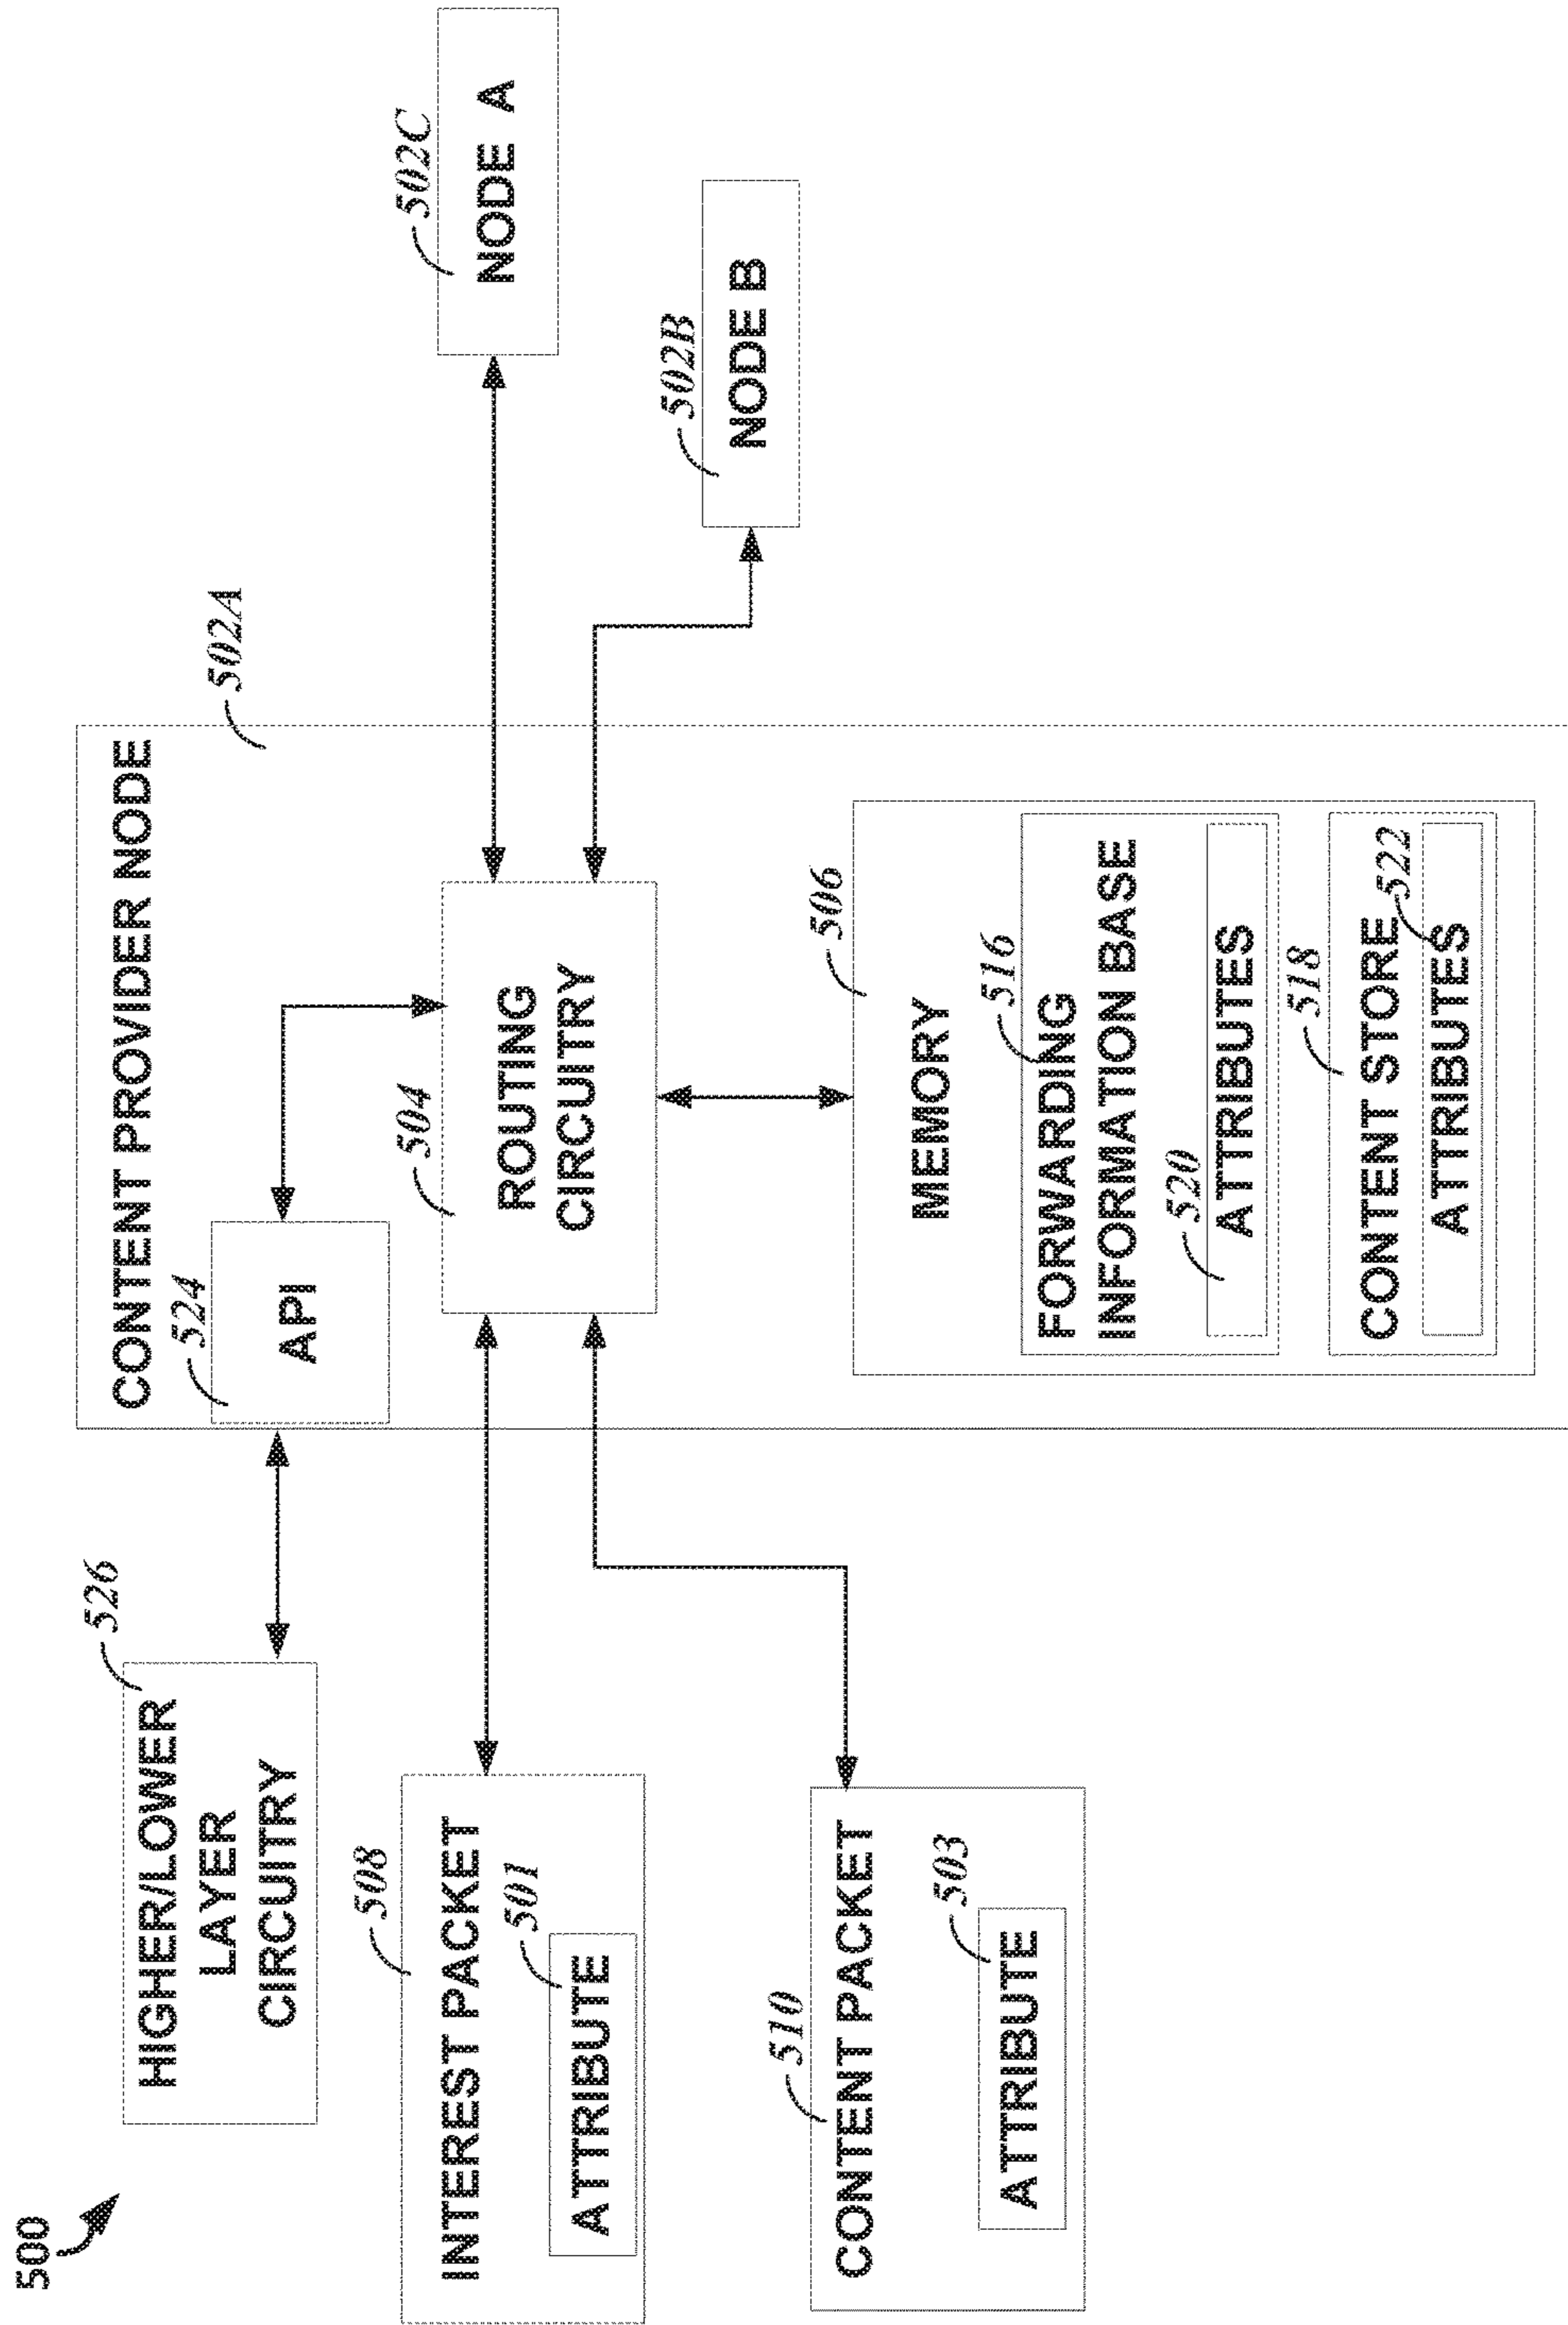 500
HIGHER/LOWER
LAYER
CIRCUITRY
526
INTEREST PACKET
508
ATTRIBUTE
501
CONTENT PACKET
510
ATTRIBUTE
503
CONTENT PROVIDER NODE
502A
API
524
ROUTING
CIRCUITRY
504
MEMORY
506
FORWARDING
INFORMATION BASE
516
ATTRIBUTES
520
CONTENT STORE
518
ATTRIBUTES
522
NODE A
502C
NODE B
502B